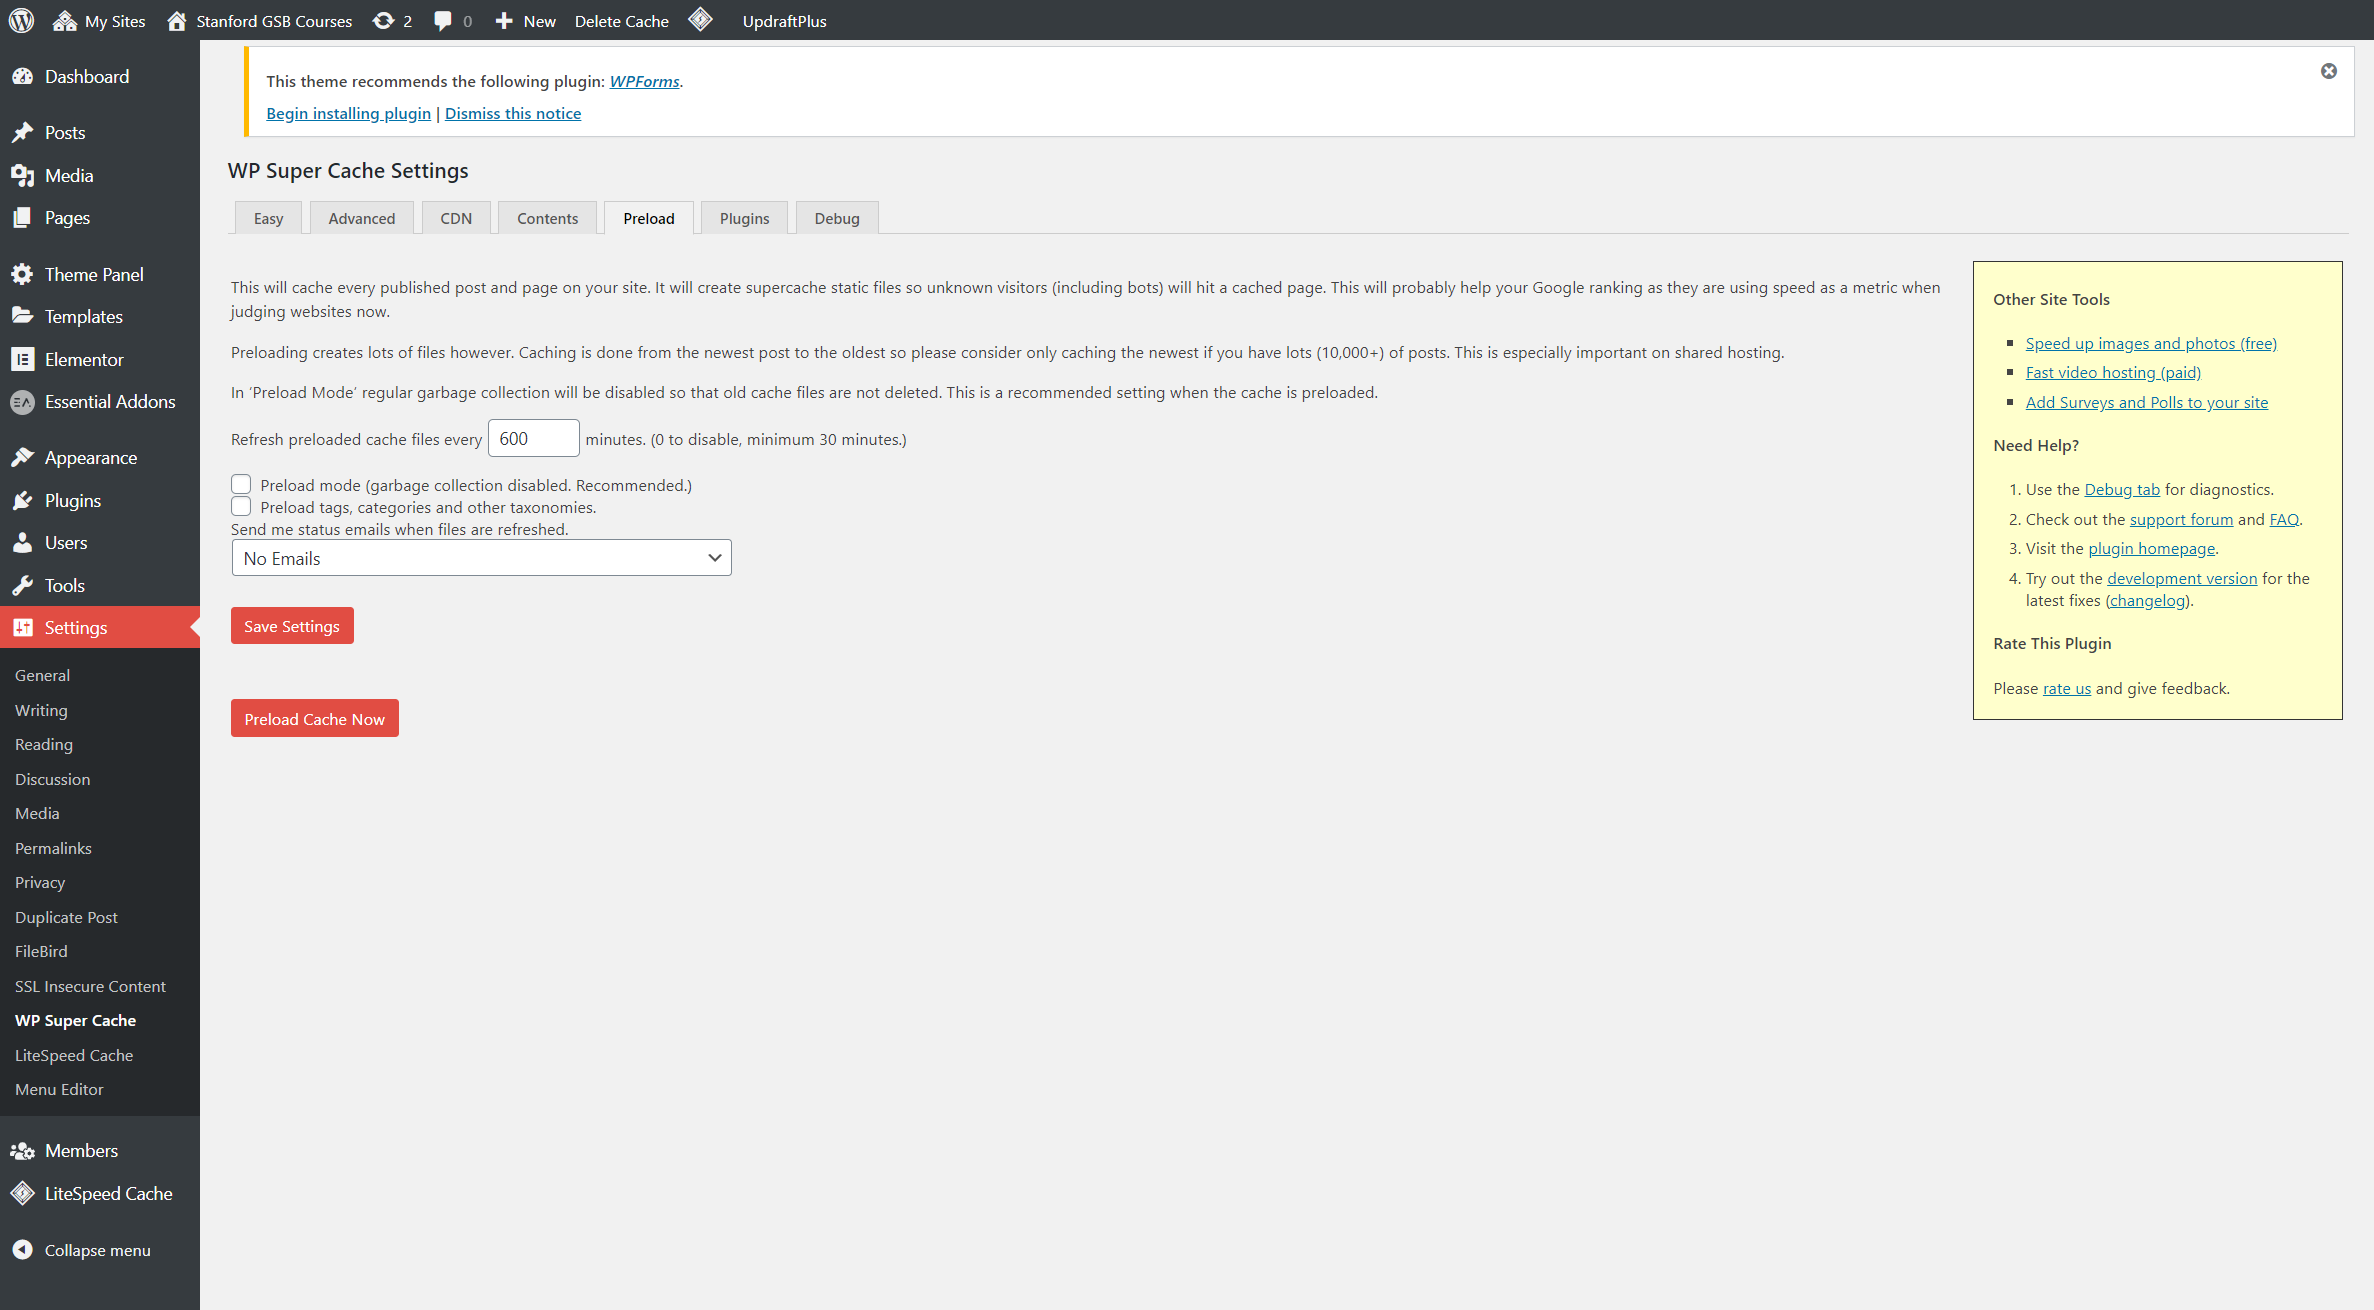 My Sites
Stanford GSB Courses
2
0
New
Delete Cache
UpdraftPlus
Dashboard
Posts
Media
Pages
Theme Panel
Templates
Elementor
Essential Addons
Appearance
Plugins
Users
Tools
Settings
General
Writing
Reading
Discussion
Media
Permalinks
Privacy
Duplicate Post
FileBird
SSL Insecure Content
WP Super Cache
LiteSpeed Cache
Menu Editor
Members
LiteSpeed Cache
Collapse menu
This theme recommends the following plugin: WPForms.
Begin installing plugin | Dismiss this notice
WP Super Cache Settings
Easy
Advanced
CDN
Contents
Preload
Plugins
Debug
This will cache every published post and page on your site. It will create supercache static files so unknown visitors (including bots) will hit a cached page. This will probably help your Google ranking as they are using speed as a metric when
judging websites now.
Preloading creates lots of files however. Caching is done from the newest post to the oldest so please consider only caching the newest if you have lots (10,000+) of posts. This is especially important on shared hosting.
In ‘Preload Mode’ regular garbage collection will be disabled so that old cache files are not deleted. This is a recommended setting when the cache is preloaded.
Refresh preloaded cache files every 600 minutes. (0 to disable, minimum 30 minutes.)
Preload mode (garbage collection disabled. Recommended.)
Preload tags, categories and other taxonomies.
Send me status emails when files are refreshed.
No Emails
Save Settings
Preload Cache Now
Other Site Tools
Speed up images and photos (free)
Fast video hosting (paid)
Add Surveys and Polls to your site
Need Help?
1. Use the Debug tab for diagnostics.
2. Check out the support forum and FAQ.
3. Visit the plugin homepage.
4. Try out the development version for the
latest fixes (changelog).
Rate This Plugin
Please rate us and give feedback.